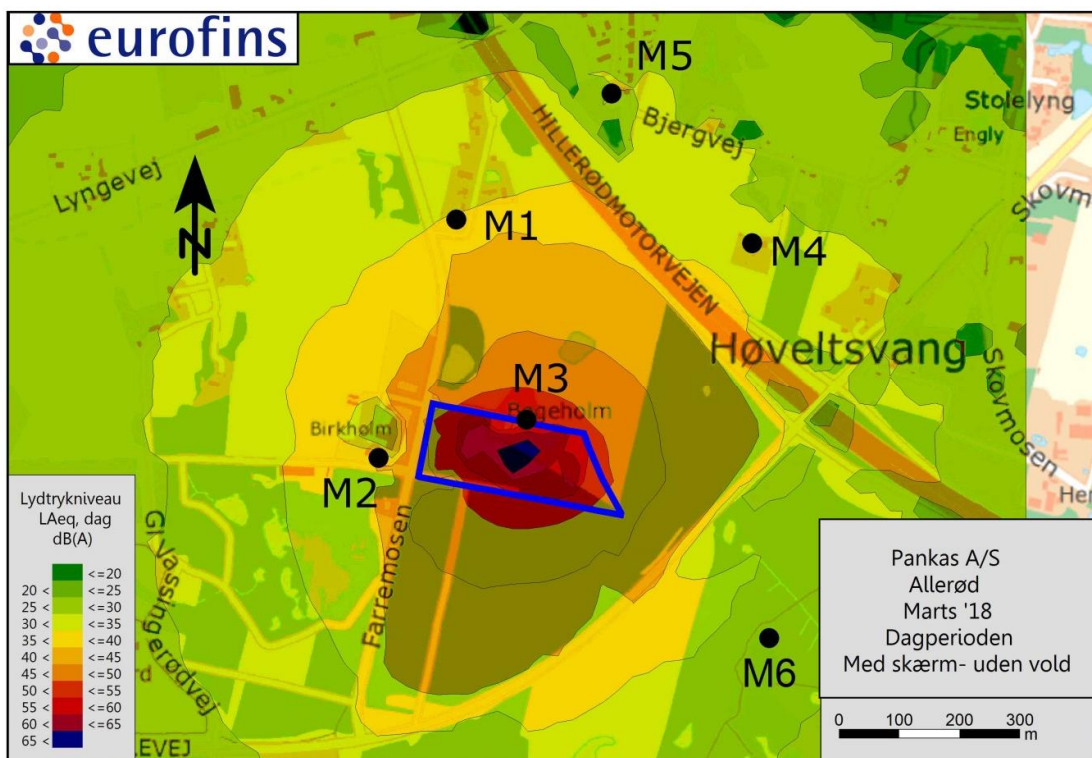 eurofins
M5
Stolelyng
Engly
Bjergvej
HILLERØDMOTORVEJEN
Lyngevej
N
M1
M4
Høveltsvang
M3
Bøgeholm
Birkholm
M2
Skovmosen
Farremosen
Gl Vassingerødvej
M6
Lydtrykniveau
LAeq, dag
dB(A)
<=20
20 < <=25
25 < <=30
30 < <=35
35 < <=40
40 < <=45
45 < <=50
50 < <=55
55 < <=60
60 < <=65
65 <
Pankas A/S
Allerød
Marts '18
Dagperioden
Med skærm- uden vold
0 100 200 300
m